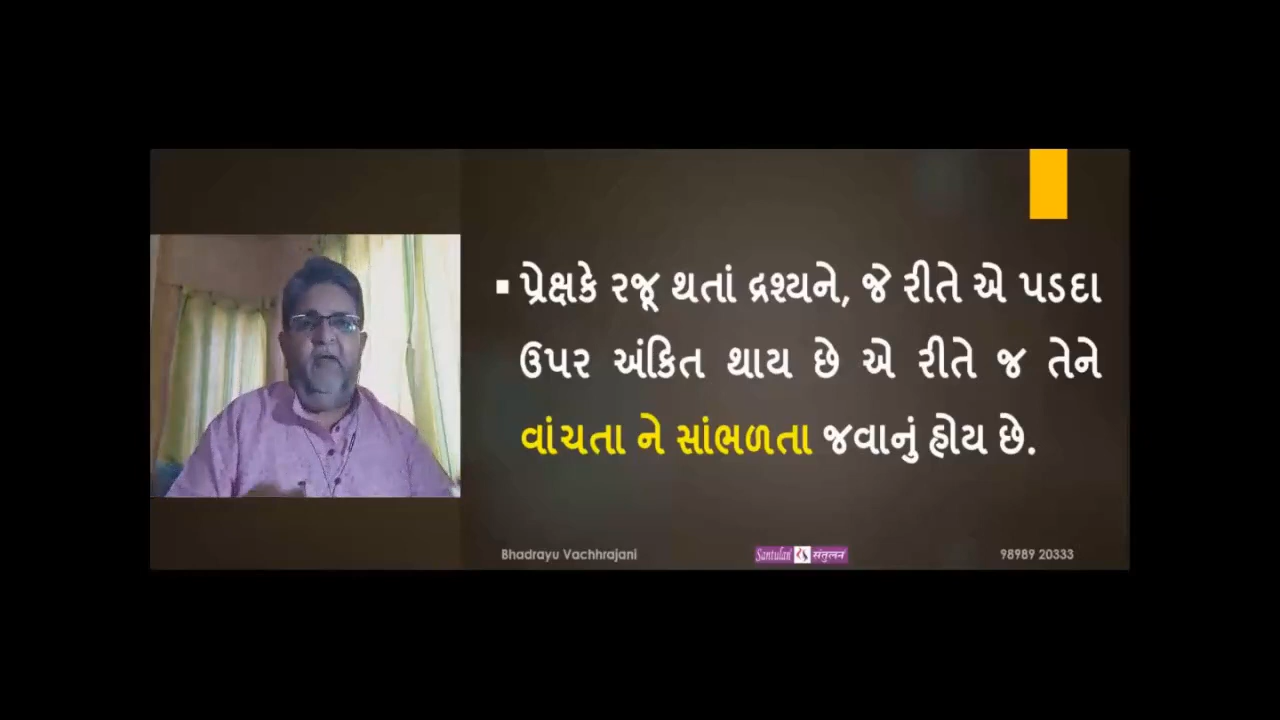 ▪ પ્રેક્ષકે રજૂ થતાં દ્રશ્યને, જે રીતે એ પડદા
ઉપર અંકિત થાય છે એ રીતે જ તેને
વાંચતા ને સાંભળતા જવાનું હોય છે.
Bhadrayu Vachhrajani
Santulan संतुलन
98989 20333